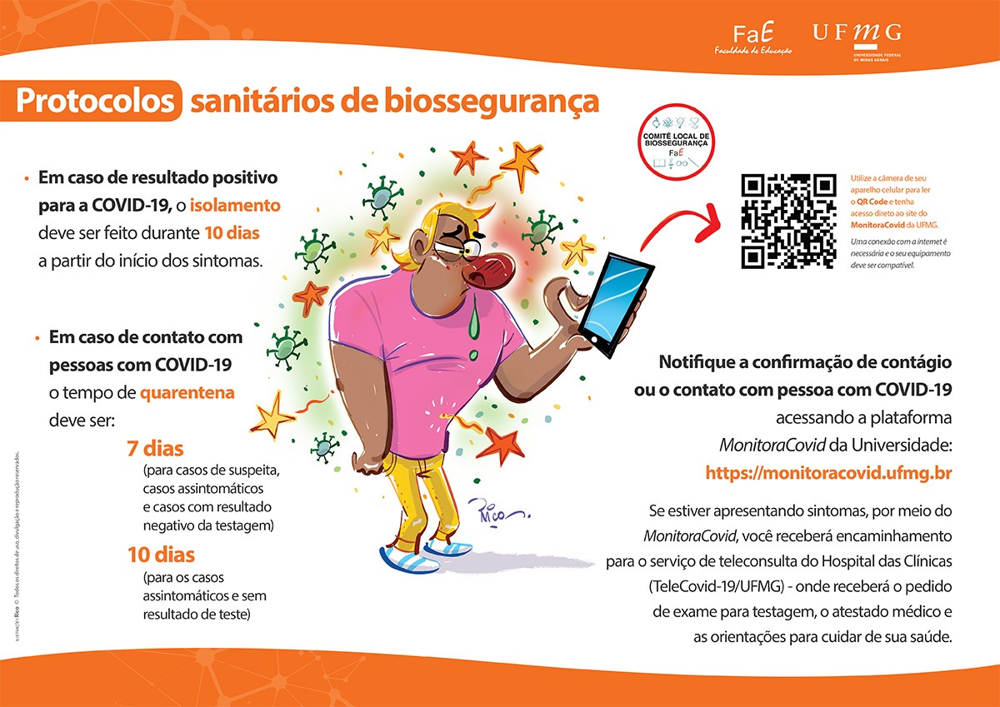 FaE
Faculdade de Educação
UFMG
UNIVERSIDADE FEDERAL
DE MINAS GERAIS
Protocolos sanitários de biossegurança
COMITÊ LOCAL DE
BIOSSEGURANÇA
FaE
• Em caso de resultado positivo
para a COVID-19, o isolamento
deve ser feito durante 10 dias
a partir do início dos sintomas.
• Em caso de contato com
pessoas com COVID-19
o tempo de quarentena
deve ser:
7 dias
(para casos de suspeita,
casos assintomáticos
e casos com resultado
negativo da testagem)
10 dias
(para os casos
assintomáticos e sem
resultado de teste)
Utilize a câmera de seu
aparelho celular para ler
o QR Code e tenha
acesso direto ao site do
MonitoraCovid da UFMG.
Uma conexão com a internet é
necessária e o seu equipamento
deve ser compatível.
Notifique a confirmação de contágio
ou o contato com pessoa com COVID-19
acessando a plataforma
MonitoraCovid da Universidade:
https://monitoracovid.ufmg.br
Se estiver apresentando sintomas, por meio do
MonitoraCovid, você receberá encaminhamento
para o serviço de teleconsulta do Hospital das Clínicas
(TeleCovid-19/UFMG) - onde receberá o pedido
de exame para testagem, o atestado médico e
as orientações para cuidar de sua saúde.
Rico
ILUSTRAÇÕES Rico © Todos os direitos de uso, divulgação e reprodução reservados.